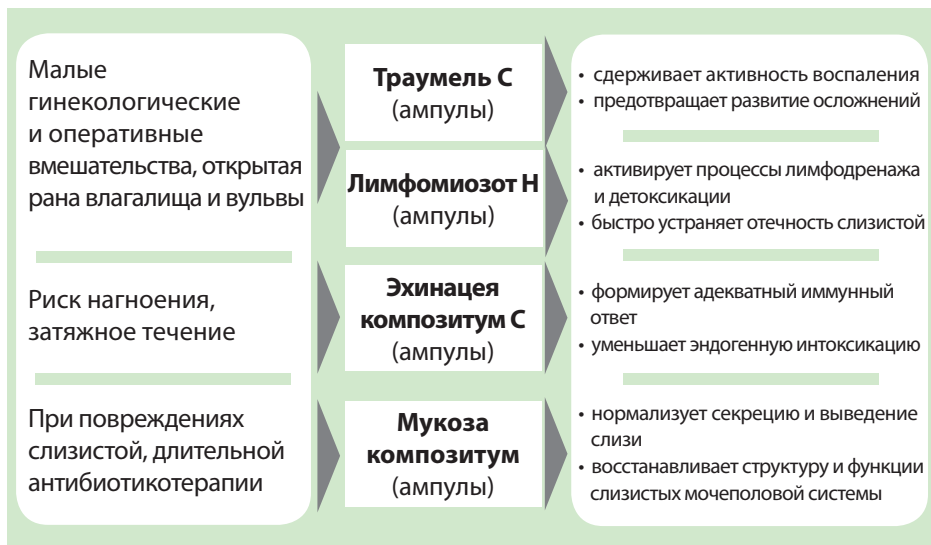 Малые
гинекологические
и оперативные
вмешательства, открытая
рана влагалища и вульвы
Траумель С
(ампулы)
• сдерживает активность воспаления
• предотвращает развитие осложнений
Лимфомиозот Н
(ампулы)
• активирует процессы лимфодренажа
и детоксикации
• быстро устраняет отечность слизистой
Риск нагноения,
затяжное течение
Эхинацея
композитум С
(ампулы)
• формирует адекватный иммунный
ответ
• уменьшает эндогенную интоксикацию
При повреждениях
слизистой, длительной
антибиотикотерапии
Мукоза
композитум
(ампулы)
• нормализует секрецию и выведение
слизи
• восстанавливает структуру и функции
слизистых мочеполовой системы